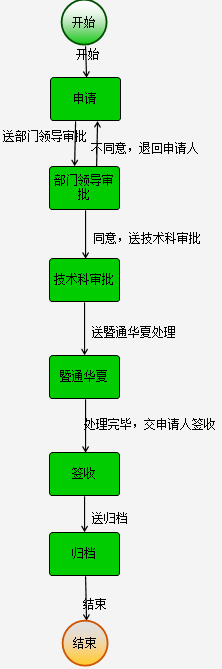 开始
开始
申请
送部门领导审批
不同意，退回申请人
部门领导审
批
同意，送技术科审批
技术科审批
送暨通华夏处理
暨通华夏
处理完毕，交申请人签收
签收
送归档
归档
结束
结束